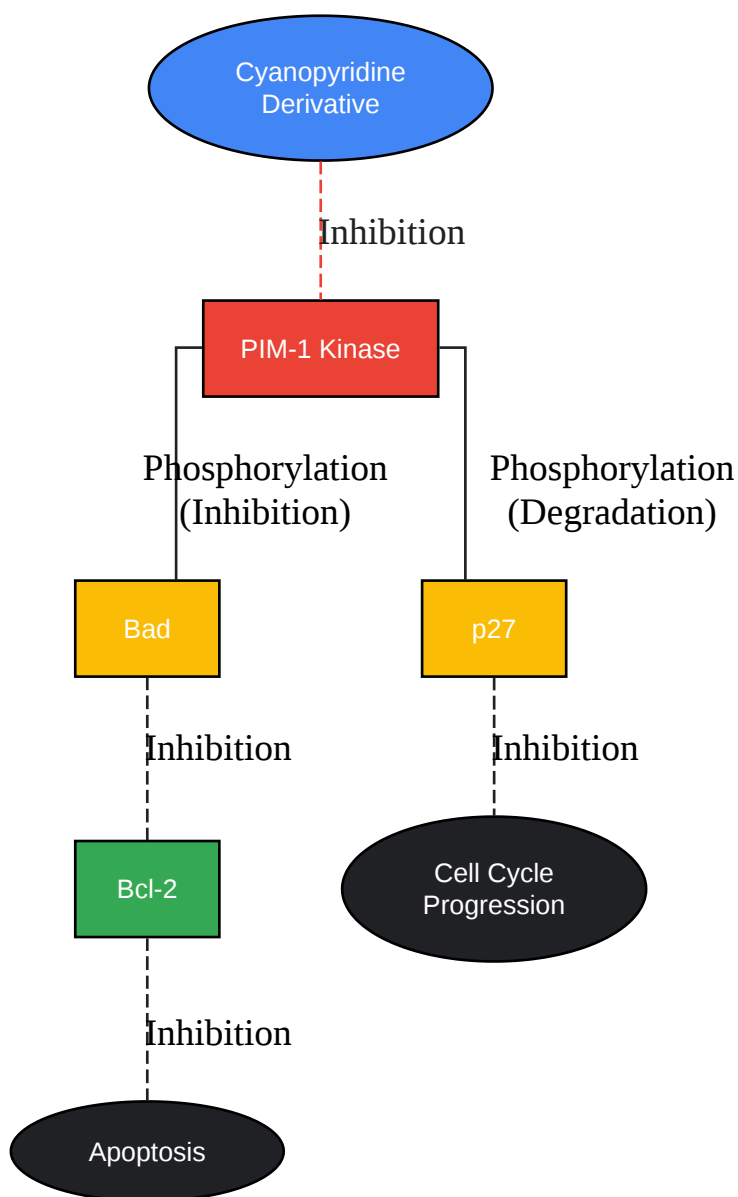 Cyanopyridine
Derivative
Inhibition
PIM-1 Kinase
Phosphorylation
(Inhibition)
Phosphorylation
(Degradation)
Bad
p27
Inhibition
Inhibition
Bcl-2
Cell Cycle
Progression
Inhibition
Apoptosis